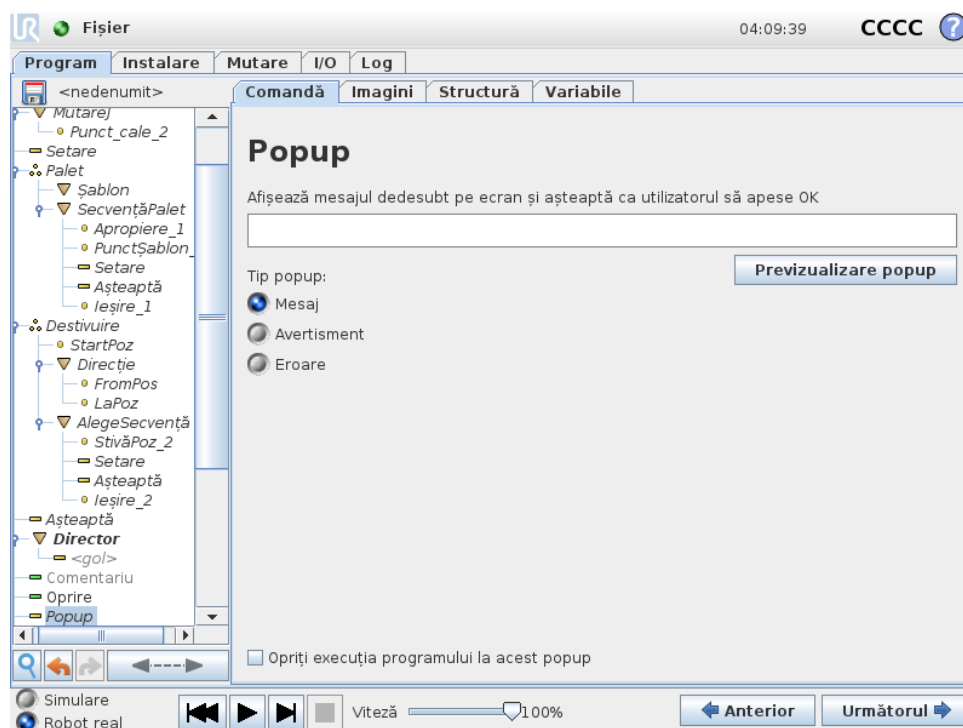 Fișier
04:09:39
CCCC
?
Program
Instalare
Mutare
I/O
Log
<nedenumit>
Comandă
Imagini
Structură
Variabile
MutareJ
Punct_cale_2
Setare
Palet
Șablon
SecvențăPalet
Apropiere_1
PunctȘablon_
Setare
Așteaptă
Ieșire_1
Destivuire
StartPoz
Direcție
FromPos
LaPoz
AlegeSecvență
StivăPoz_2
Setare
Așteaptă
Ieșire_2
Așteaptă
Director
<gol>
Comentariu
Oprire
Popup
Popup
Afișează mesajul dedesubt pe ecran și așteaptă ca utilizatorul să apese OK
Previzualizare popup
Tip popup:
Mesaj
Avertisment
Eroare
Opriți execuția programului la acest popup
Simulare
Robot real
Viteză
100%
Anterior
Următorul